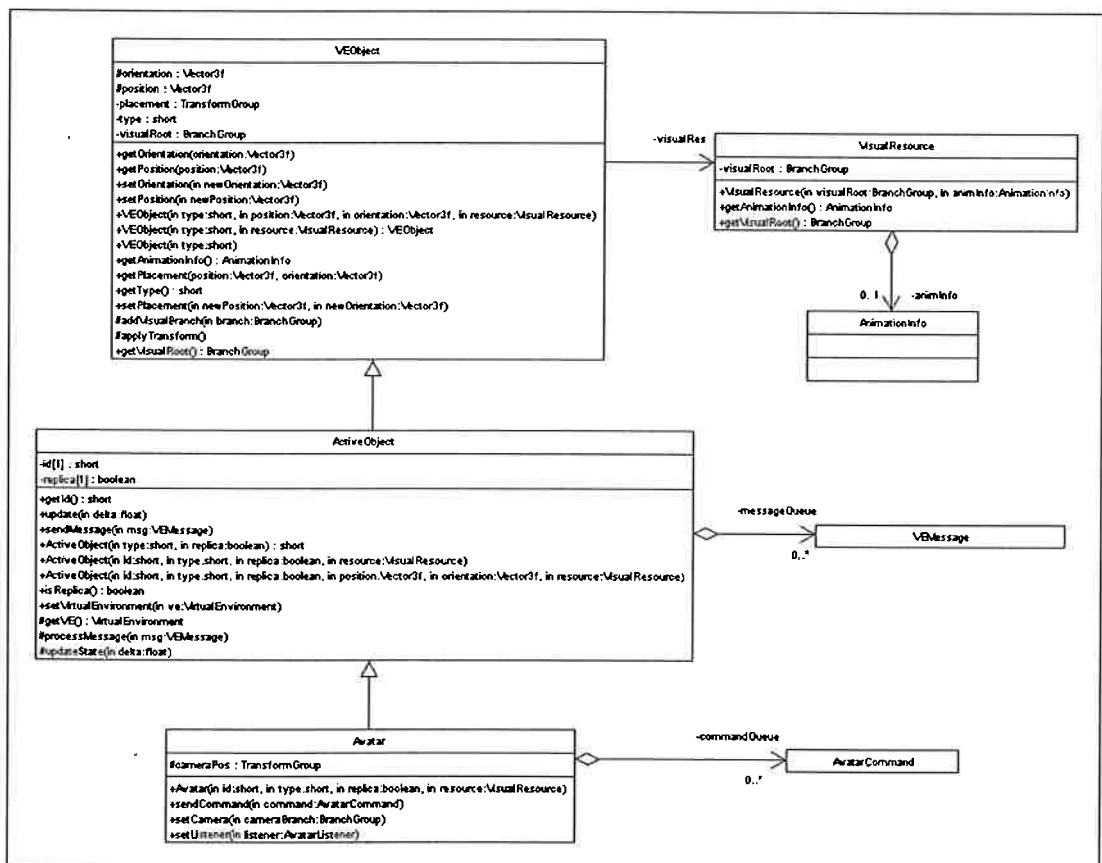 VEObject
#orientation : Vector3f
#position : Vector3f
-placement : TransformGroup
-type : short
-visualRoot : BranchGroup
+getOrientation(orientation:Vector3f)
+getPosition(position:Vector3f)
+setOrientation(in newOrientation:Vector3f)
+setPosition(in newPosition:Vector3f)
+VEObject(in type:short, in position:Vector3f, in orientation:Vector3f, in resource:VisualResource)
+VEObject(in type:short, in resource:VisualResource) : VEObject
+VEObject(in type:short)
+getAnimationInfo() : AnimationInfo
+getPlacement(position:Vector3f, orientation:Vector3f)
+getType() : short
+setPlacement(in newPosition:Vector3f, in newOrientation:Vector3f)
#addVisualBranch(in branch:BranchGroup)
#applyTransform()
+getVisualRoot() : BranchGroup
-visualRes
VisualResource
-visualRoot : BranchGroup
+VisualResource(in visualRoot:BranchGroup, in animInfo:AnimationInfo)
+getAnimationInfo() : AnimationInfo
+getVisualRoot() : BranchGroup
0..1 -animInfo
AnimationInfo
ActiveObject
-id[1] : short
-replica[1] : boolean
+getId() : short
+update(in delta:float)
+sendMessage(in msg:VEMessage)
+ActiveObject(in type:short, in replica:boolean) : short
+ActiveObject(in id:short, in type:short, in replica:boolean, in resource:VisualResource)
+ActiveObject(in id:short, in type:short, in replica:boolean, in position:Vector3f, in orientation:Vector3f, in resource:VisualResource)
+isReplica() : boolean
+setVirtualEnvironment(in ve:VirtualEnvironment)
#getVE() : VirtualEnvironment
#processMessage(in msg:VEMessage)
#updateState(in delta:float)
-messageQueue
0..*
VEMessage
Avatar
#cameraPos : TransformGroup
+Avatar(in id:short, in type:short, in replica:boolean, in resource:VisualResource)
+sendCommand(in command:AvatarCommand)
+setCamera(in cameraBranch:BranchGroup)
+setListener(in listener:AvatarListener)
-commandQueue
0..*
AvatarCommand